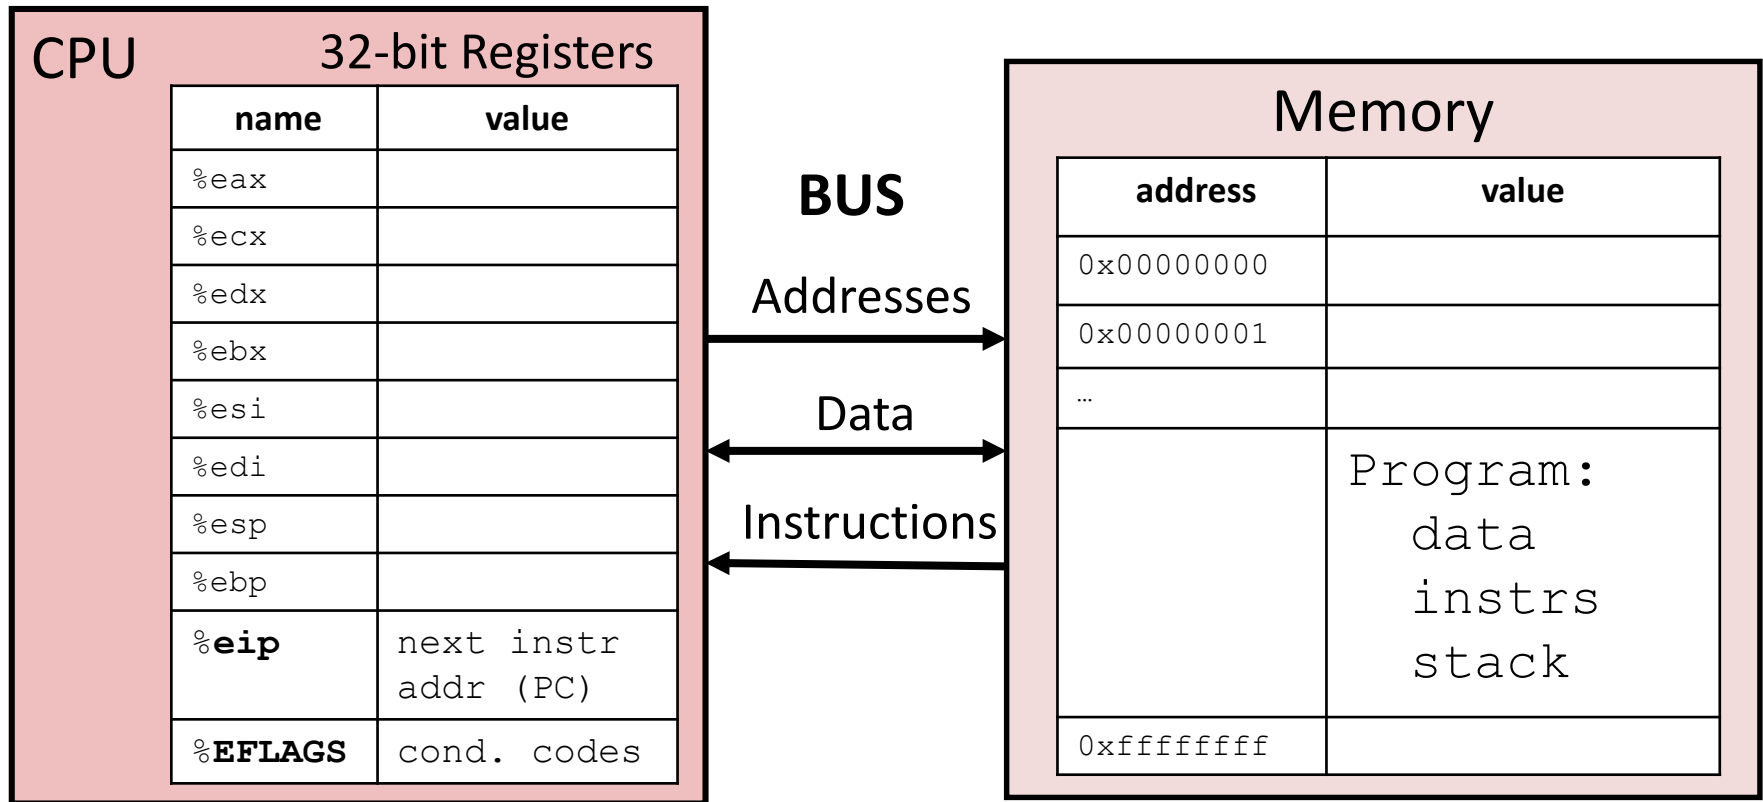 CPU
32-bit Registers
name value
%eax
%ecx
%edx
%ebx
%esi
%edi
%esp
%ebp
%eip next instr
addr (PC)
%EFLAGS cond. codes
BUS
Addresses
Data
Instructions
Memory
address value
0x00000000
0x00000001
…
Program:
data
instrs
stack
0xffffffff